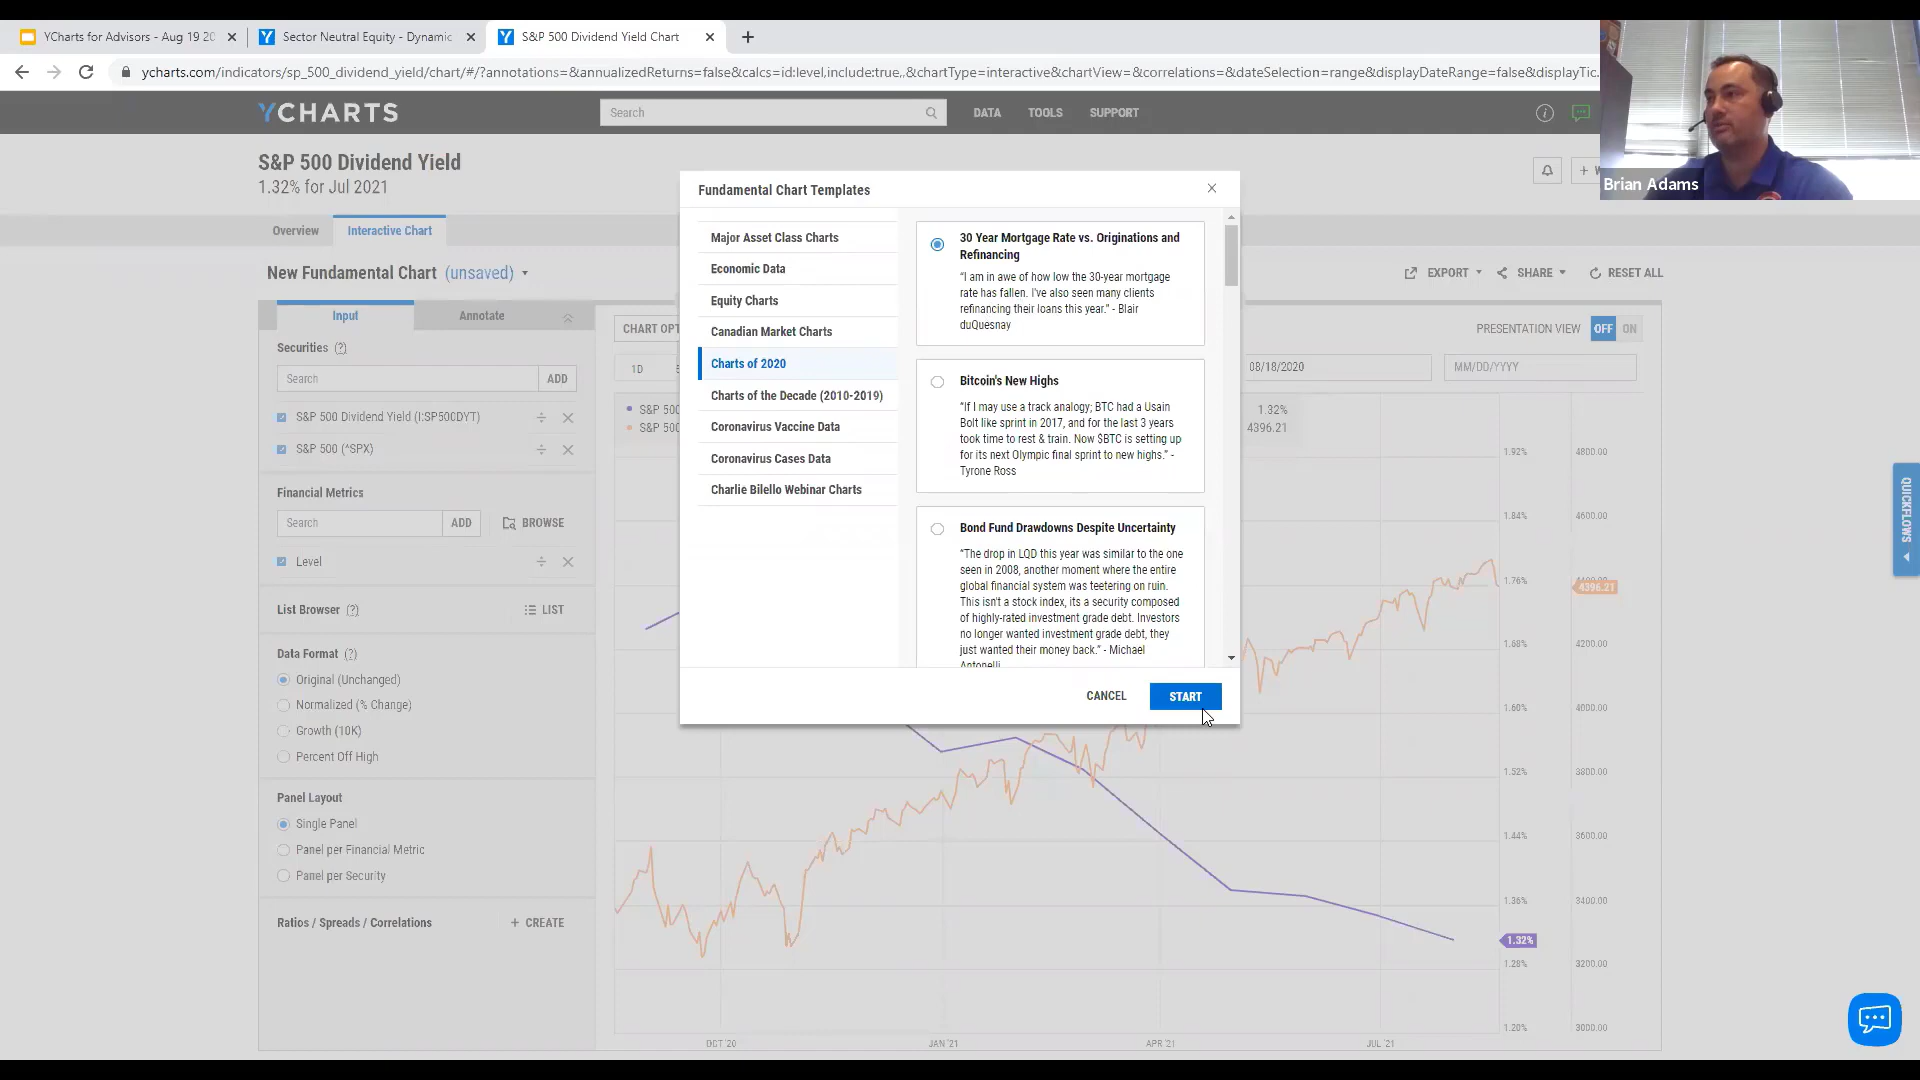 YCharts for Advisors - Aug 19 20
Sector Neutral Equity - Dynamic
S&P 500 Dividend Yield Chart
ycharts.com/indicators/sp_500_dividend_yield/chart/#/?annotations=&annualizedReturns=false&calcs=id:level,include:true,,&chartType=interactive&chartView=&correlations=&dateSelection=range&displayDateRange=false&displayTic...
YCHARTS
Search
DATA
TOOLS
SUPPORT
Brian Adams
S&P 500 Dividend Yield
1.32% for Jul 2021
Overview
Interactive Chart
New Fundamental Chart (unsaved)
EXPORT
SHARE
RESET ALL
Input
Annotate
Securities (?)
Search
ADD
S&P 500 Dividend Yield (I:SP500DYT)
S&P 500 (^SPX)
Financial Metrics
Search
ADD
BROWSE
Level
List Browser (?)
LIST
Data Format (?)
Original (Unchanged)
Normalized (% Change)
Growth (10K)
Percent Off High
Panel Layout
Single Panel
Panel per Financial Metric
Panel per Security
Ratios / Spreads / Correlations
+ CREATE
CHART OPT
PRESENTATION VIEW
OFF
ON
1D
08/18/2020
MM/DD/YYYY
S&P 500
1.32%
S&P 500
4396.21
Fundamental Chart Templates
Major Asset Class Charts
Economic Data
Equity Charts
Canadian Market Charts
Charts of 2020
Charts of the Decade (2010-2019)
Coronavirus Vaccine Data
Coronavirus Cases Data
Charlie Bilello Webinar Charts
30 Year Mortgage Rate vs. Originations and
Refinancing
“I am in awe of how low the 30-year mortgage
rate has fallen. I've also seen many clients
refinancing their loans this year.” - Blair
duQuesnay
Bitcoin's New Highs
“If I may use a track analogy; BTC had a Usain
Bolt like sprint in 2017, and for the last 3 years
took time to rest & train. Now $BTC is setting up
for its next Olympic final sprint to new highs.” -
Tyrone Ross
Bond Fund Drawdowns Despite Uncertainty
“The drop in LQD this year was similar to the one
seen in 2008, another moment where the entire
global financial system was teetering on ruin.
This isn't a stock index, its a security composed
of highly-rated investment grade debt. Investors
no longer wanted investment grade debt, they
just wanted their money back.” - Michael
Antonelli
CANCEL
START
1.92%
4800.00
1.84%
4600.00
1.76%
4396.21
1.68%
4200.00
1.60%
4000.00
1.52%
3800.00
1.44%
3600.00
1.36%
3400.00
1.32%
1.28%
3200.00
1.20%
3000.00
OCT '20
JAN '21
APR '21
JUL '21
QUICKFLOWS